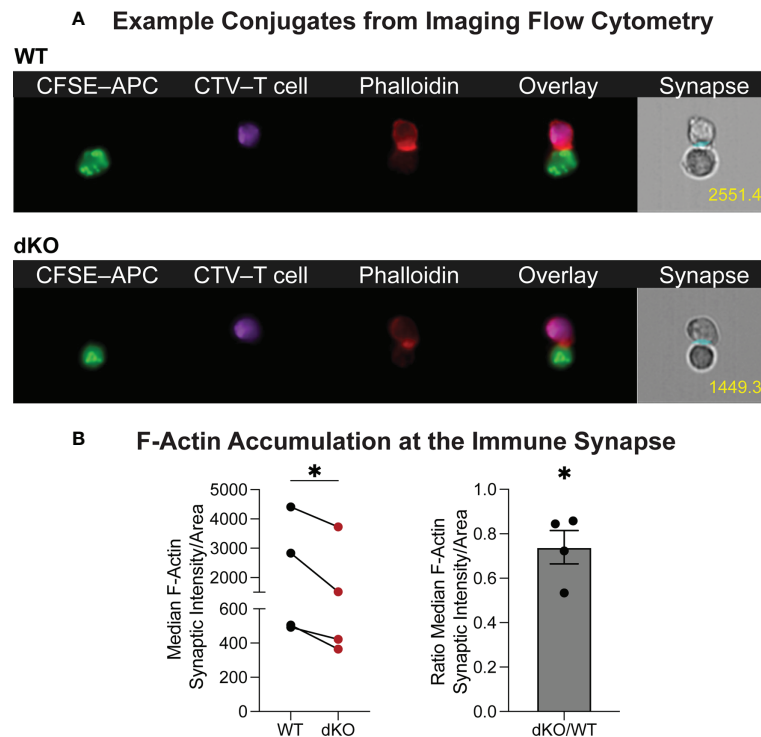 A Example Conjugates from Imaging Flow Cytometry
WT
CFSE–APC CTV–T cell Phalloidin Overlay Synapse
2551.4
dKO
CFSE–APC CTV–T cell Phalloidin Overlay Synapse
1449.3
B F-Actin Accumulation at the Immune Synapse
Median F-Actin
Synaptic Intensity/Area
5000
4000
3000
2000
600
400
200
0
*
WT dKO
Ratio Median F-Actin
Synaptic Intensity/Area
1.0
0.8
0.6
0.4
0.2
0.0
*
dKO/WT